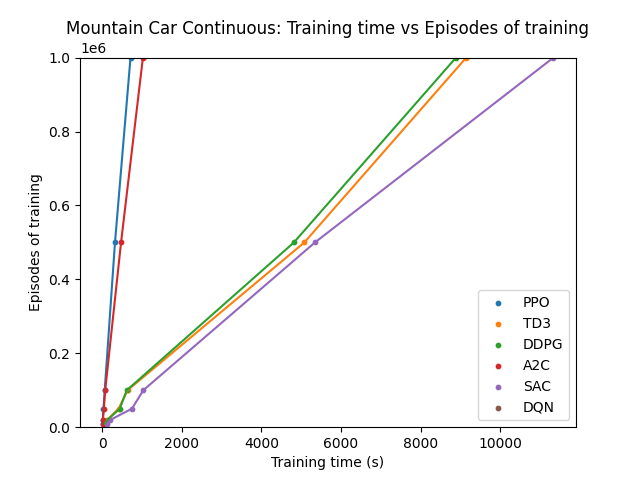 Mountain Car Continuous: Training time vs Episodes of training
1e6
1.0
0.8
0.6
0.4
0.2
0.0
Episodes of training
0 2000 4000 6000 8000 10000
Training time (s)
PPO
TD3
DDPG
A2C
SAC
DQN